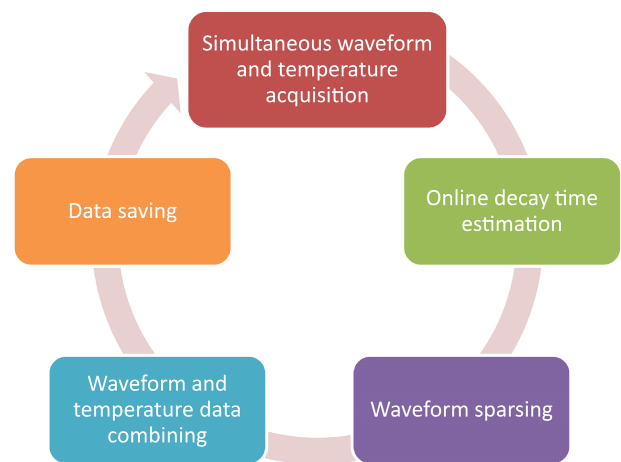 Simultaneous waveform
and temperature
acquisition
Online decay time
estimation
Waveform sparsing
Waveform and
temperature data
combining
Data saving